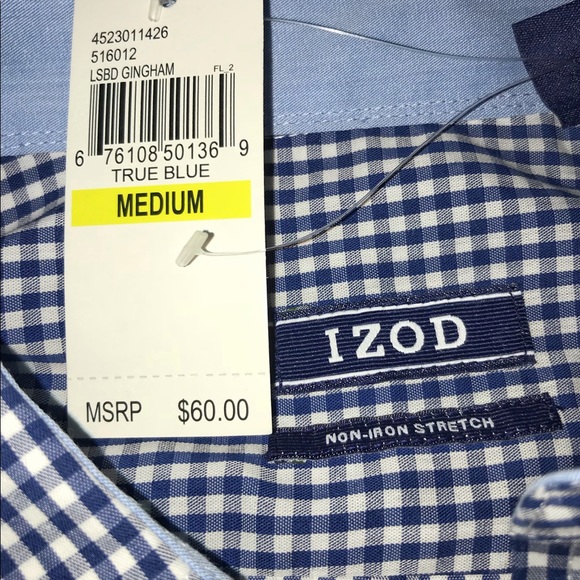 4523011426
516012
LSBD GINGHAM FL_2
6 76108 50136 9
TRUE BLUE
MEDIUM
MSRP $60.00
IZOD
NON-IRON STRETCH